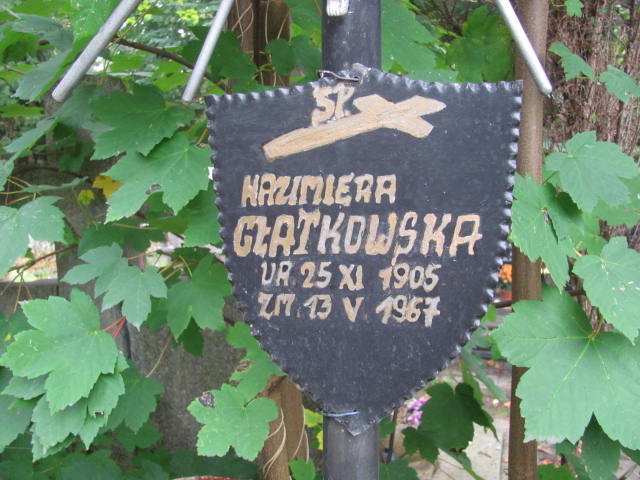 ŚP.
KAZIMIERA
GŁATKOWSKA
UR. 25 XI 1905
ZM. 13 V. 1967